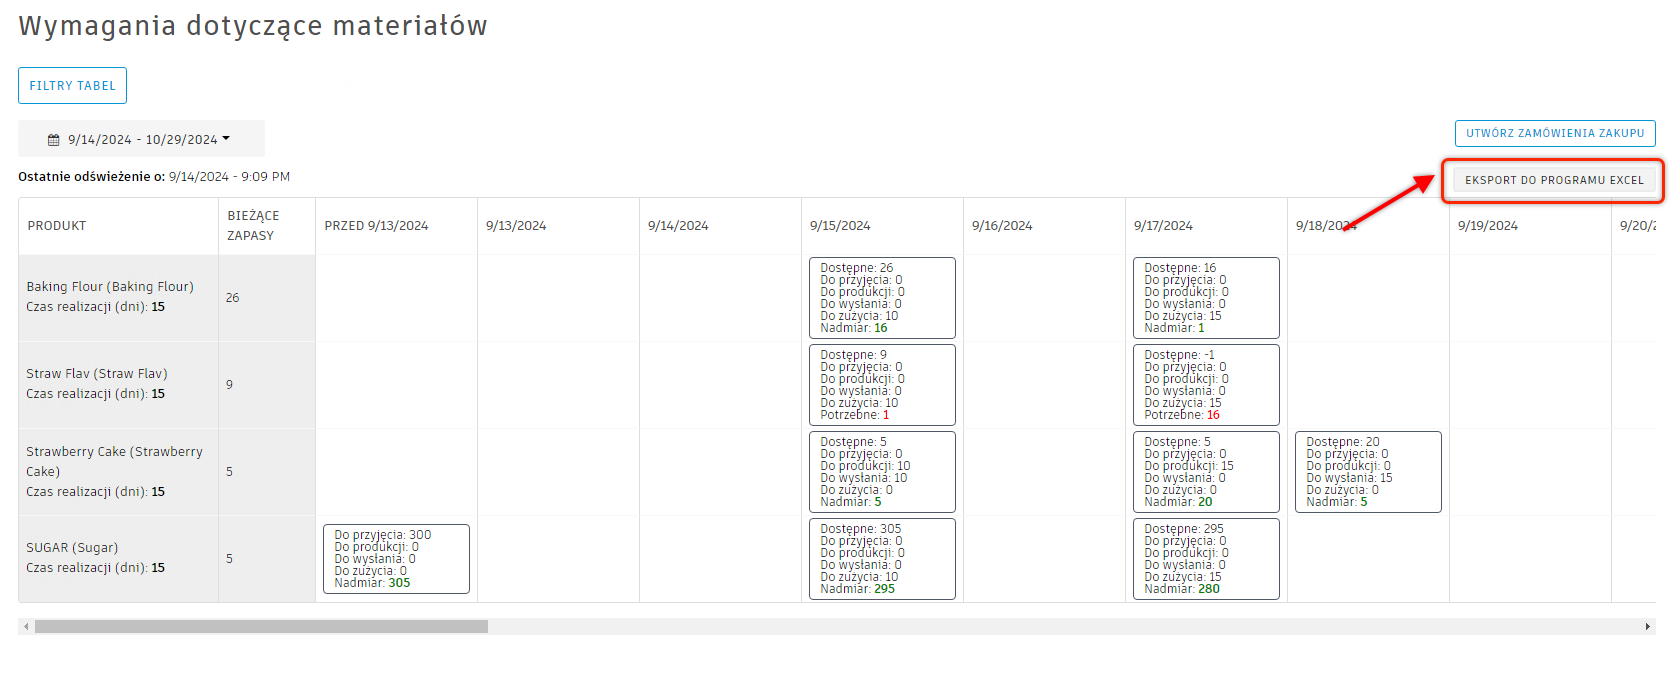 Wymagania dotyczące materiałów
FILTRY TABEL
9/14/2024 - 10/29/2024
UTWÓRZ ZAMÓWIENIA ZAKUPU
Ostatnie odświeżenie o: 9/14/2024 - 9:09 PM
EKSPORT DO PROGRAMU EXCEL
PRODUKT
BIEŻĄCE
ZAPASY
PRZED 9/13/2024
9/13/2024
9/14/2024
9/15/2024
9/16/2024
9/17/2024
9/18/2024
9/19/2024
9/20/2
Baking Flour (Baking Flour)
Czas realizacji (dni): 15
26
Dostępne: 26
Do przyjęcia: 0
Do produkcji: 0
Do wysłania: 0
Do zużycia: 10
Nadmiar: 16
Dostępne: 16
Do przyjęcia: 0
Do produkcji: 0
Do wysłania: 0
Do zużycia: 15
Nadmiar: 1
Straw Flav (Straw Flav)
Czas realizacji (dni): 15
9
Dostępne: 9
Do przyjęcia: 0
Do produkcji: 0
Do wysłania: 0
Do zużycia: 10
Potrzebne: 1
Dostępne: -1
Do przyjęcia: 0
Do produkcji: 0
Do wysłania: 0
Do zużycia: 15
Potrzebne: 16
Strawberry Cake (Strawberry
Cake)
Czas realizacji (dni): 15
5
Dostępne: 5
Do przyjęcia: 0
Do produkcji: 10
Do wysłania: 10
Do zużycia: 0
Nadmiar: 5
Dostępne: 5
Do przyjęcia: 0
Do produkcji: 15
Do wysłania: 0
Do zużycia: 0
Nadmiar: 20
Dostępne: 20
Do przyjęcia: 0
Do produkcji: 0
Do wysłania: 15
Do zużycia: 0
Nadmiar: 5
SUGAR (Sugar)
Czas realizacji (dni): 15
5
Do przyjęcia: 300
Do produkcji: 0
Do wysłania: 0
Do zużycia: 0
Nadmiar: 305
Dostępne: 305
Do przyjęcia: 0
Do produkcji: 0
Do wysłania: 0
Do zużycia: 10
Nadmiar: 295
Dostępne: 295
Do przyjęcia: 0
Do produkcji: 0
Do wysłania: 0
Do zużycia: 15
Nadmiar: 280